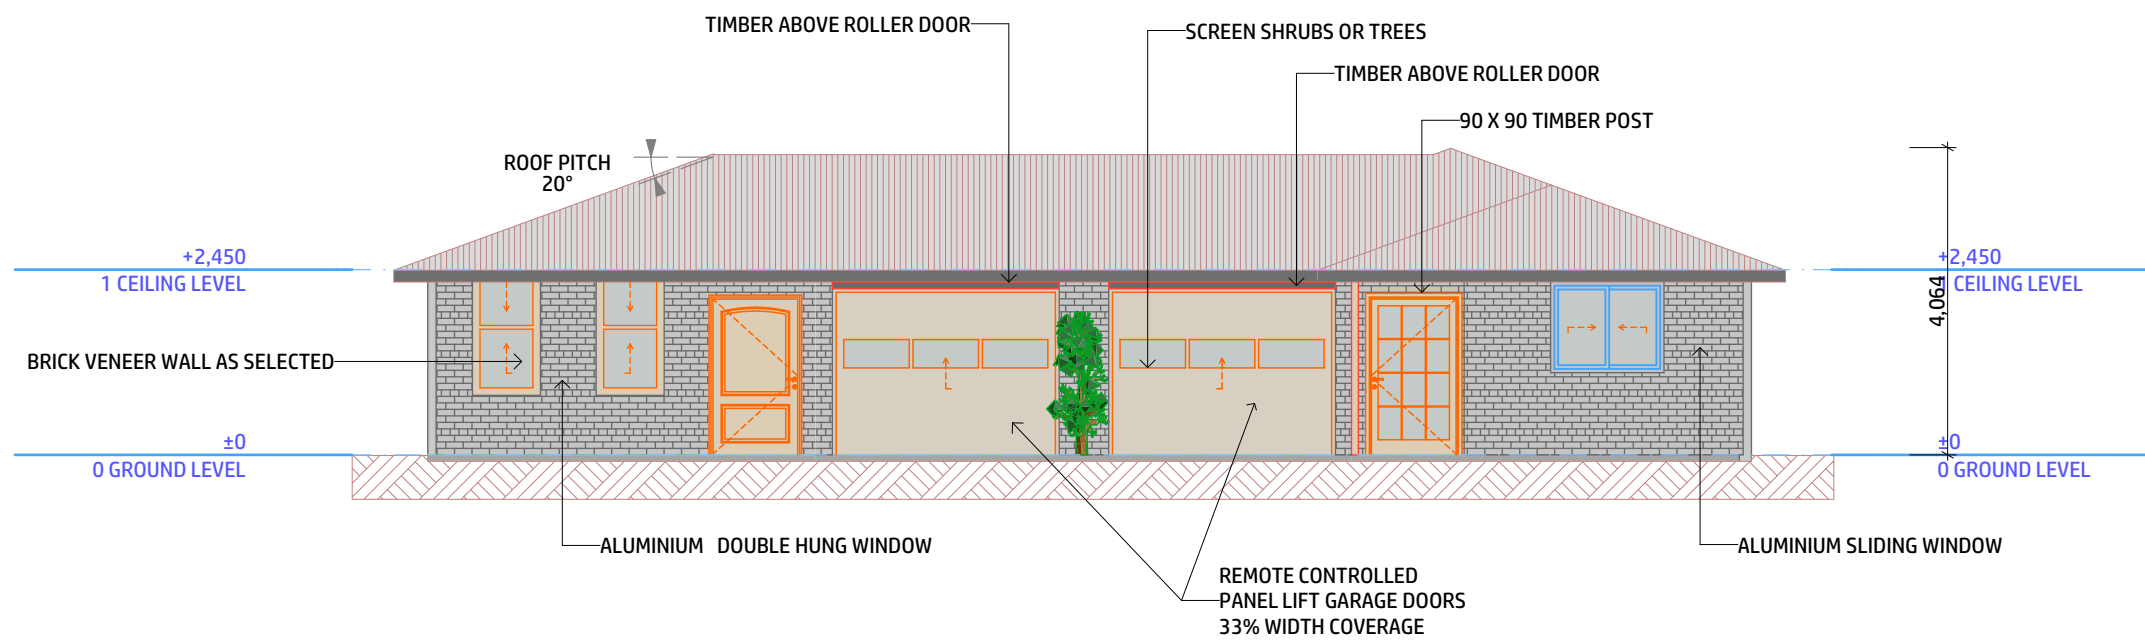 TIMBER ABOVE ROLLER DOOR
SCREEN SHRUBS OR TREES
TIMBER ABOVE ROLLER DOOR
90 X 90 TIMBER POST
ROOF PITCH
20°
+2,450
1 CEILING LEVEL
+2,450
CEILING LEVEL
4,064
BRICK VENEER WALL AS SELECTED
±0
0 GROUND LEVEL
±0
0 GROUND LEVEL
ALUMINIUM DOUBLE HUNG WINDOW
ALUMINIUM SLIDING WINDOW
REMOTE CONTROLLED
PANEL LIFT GARAGE DOORS
33% WIDTH COVERAGE